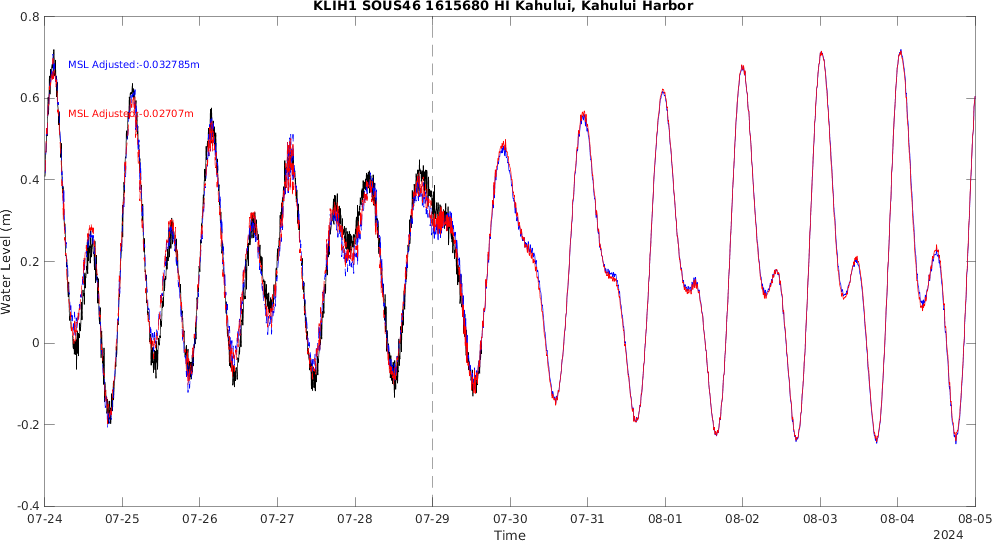 KLIH1 SOUS46 1615680 HI Kahului, Kahului Harbor
0.8
MSL Adjusted:-0.032785m
0.6
MSL Adjusted:-0.02707m
0.4
Water Level (m)
0.2
0
-0.2
-0.4
07-24 07-25 07-26 07-27 07-28 07-29 07-30 07-31 08-01 08-02 08-03 08-04 08-05
Time
2024